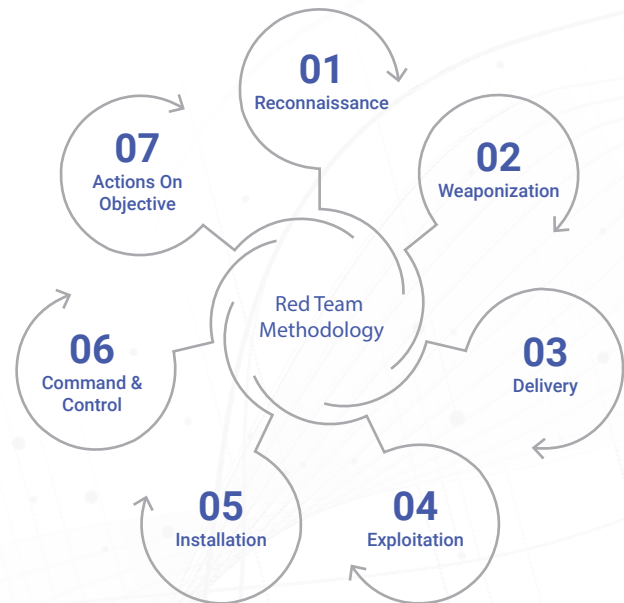 01
Reconnaissance
02
Weaponization
03
Delivery
04
Exploitation
05
Installation
06
Command &
Control
07
Actions On
Objective
Red Team
Methodology